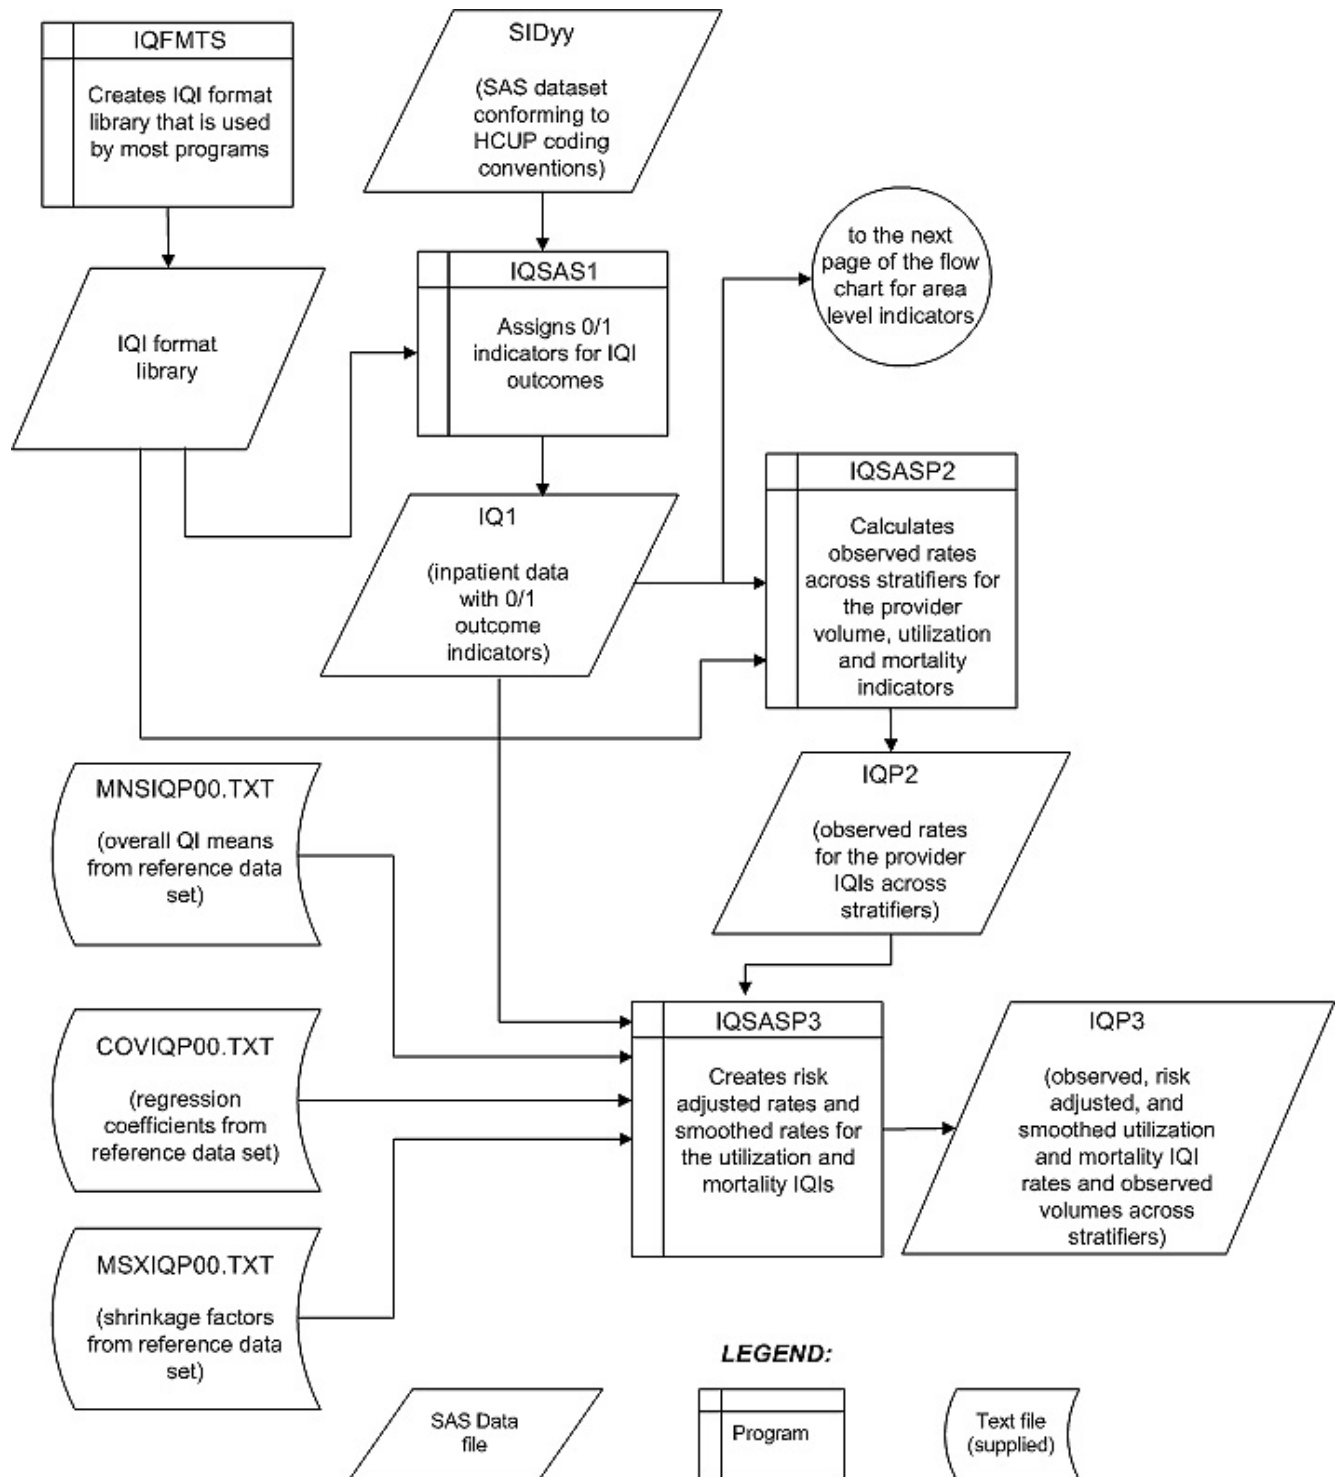 IQFMTS
Creates IQI format
library that is used
by most programs
SIDyy
(SAS dataset
conforming to
HCUP coding
conventions)
to the next
page of the flow
chart for area
level indicators
IQSAS1
Assigns 0/1
indicators for IQI
outcomes
IQI format
library
IQ1
(inpatient data
with 0/1
outcome
indicators)
IQSASP2
Calculates
observed rates
across stratifiers for
the provider
volume, utilization
and mortality
indicators
IQP2
(observed rates
for the provider
IQIs across
stratifiers)
MNSIQP00.TXT
(overall QI means
from reference data
set)
COVIQP00.TXT
(regression
coefficients from
reference data set)
MSXIQP00.TXT
(shrinkage factors
from reference data
set)
IQSASP3
Creates risk
adjusted rates and
smoothed rates for
the utilization and
mortality IQIs
IQP3
(observed, risk
adjusted, and
smoothed utilization
and mortality IQI
rates and observed
volumes across
stratifiers)
LEGEND:
SAS Data
file
Program
Text file
(supplied)